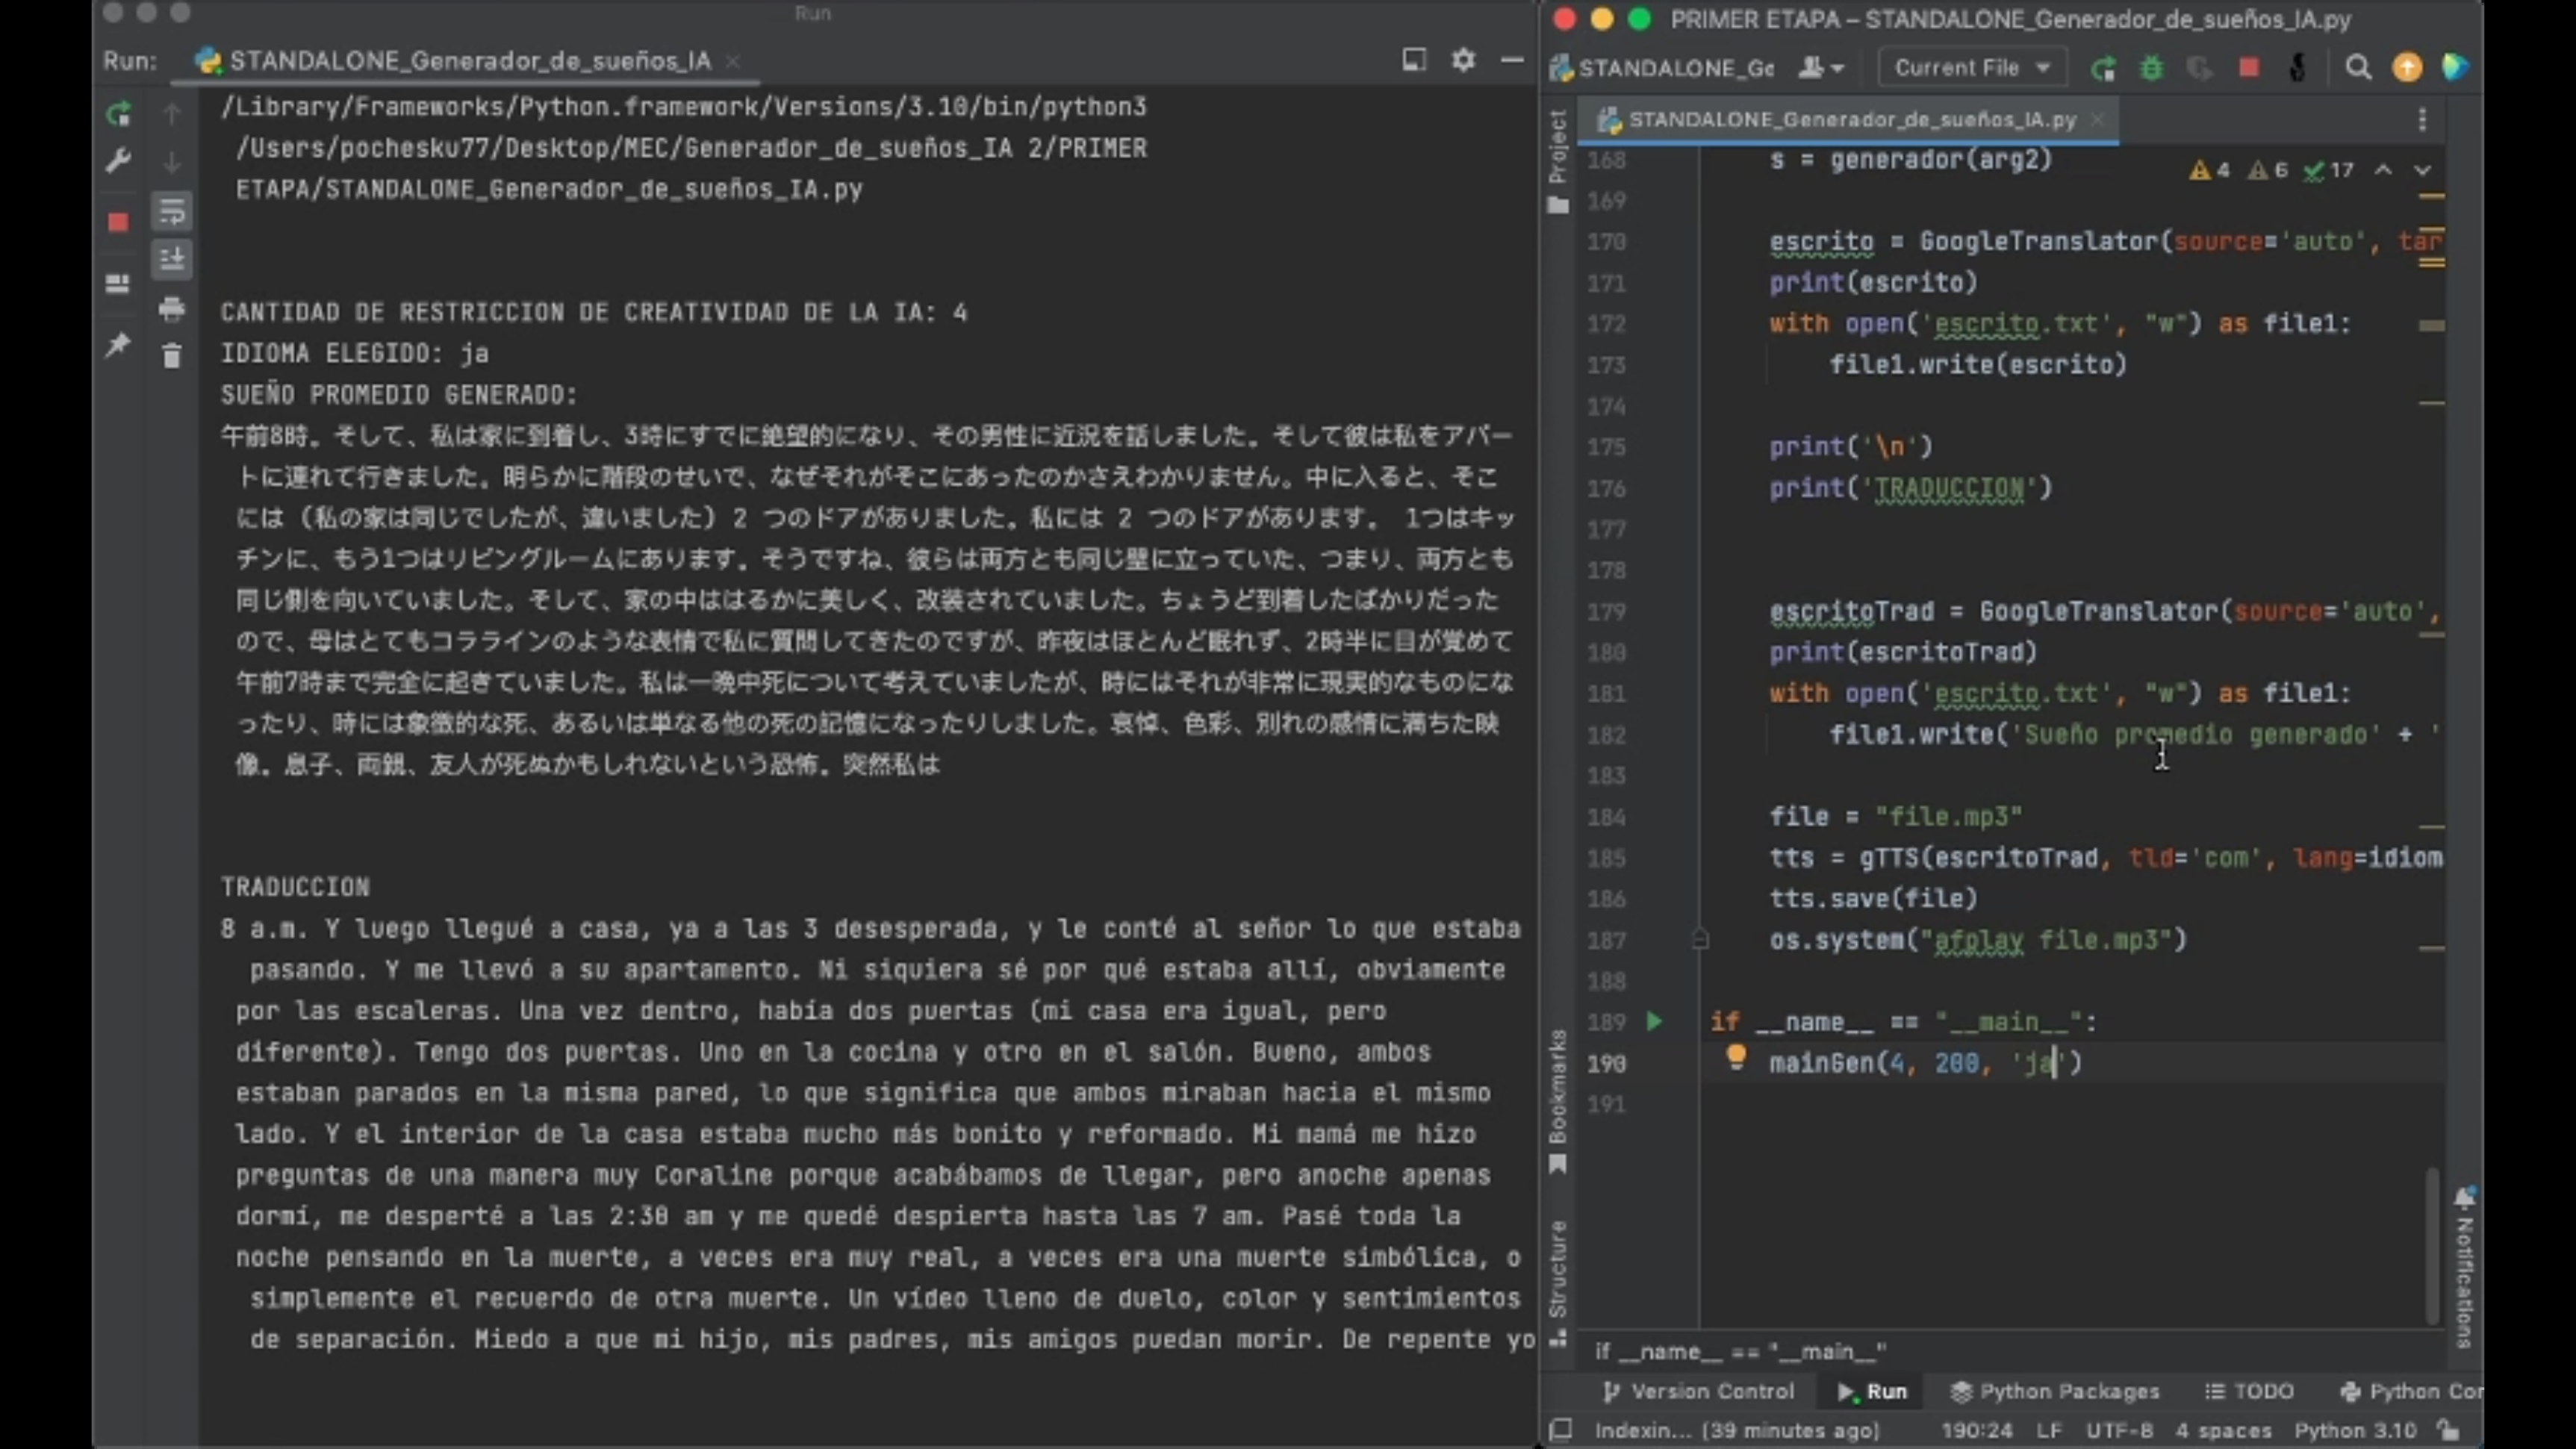 Run
Run:
STANDALONE_Generador_de_sueños_IA
/Library/Frameworks/Python.framework/Versions/3.10/bin/python3
/Users/pochesku77/Desktop/MEC/Generador_de_sueños_IA 2/PRIMER
ETAPA/STANDALONE_Generador_de_sueños_IA.py
CANTIDAD DE RESTRICCION DE CREATIVIDAD DE LA IA: 4
IDIOMA ELEGIDO: ja
SUEÑO PROMEDIO GENERADO:
午前8時。そして、私は家に到着し、3時にすでに絶望的になり、その男性に近況を話しました。そして彼は私をアパー
トに連れて行きました。明らかに階段のせいで、なぜそれがそこにあったのかさえわかりません。中に入ると、そこ
には (私の家は同じでしたが、違いました) 2 つのドアがありました。私には 2 つのドアがあります。 1つはキッ
チンに、もう1つはリビングルームにあります。そうですね、彼らは両方とも同じ壁に立っていた、つまり、両方とも
同じ側を向いていました。そして、家の中ははるかに美しく、改装されていました。ちょうど到着したばかりだった
ので、母はとてもコララインのような表情で私に質問してきたのですが、昨夜はほとんど眠れず、2時半に目が覚めて
午前7時まで完全に起きていました。私は一晩中死について考えていましたが、時にはそれが非常に現実的なものにな
ったり、時には象徴的な死、あるいは単なる他の死の記憶になったりしました。哀悼、色彩、別れの感情に満ちた映
像。息子、両親、友人が死ぬかもしれないという恐怖。突然私は
TRADUCCION
8 a.m. Y luego llegué a casa, ya a las 3 desesperada, y le conté al señor lo que estaba
pasando. Y me llevó a su apartamento. Ni siquiera sé por qué estaba allí, obviamente
por las escaleras. Una vez dentro, había dos puertas (mi casa era igual, pero
diferente). Tengo dos puertas. Uno en la cocina y otro en el salón. Bueno, ambos
estaban parados en la misma pared, lo que significa que ambos miraban hacia el mismo
lado. Y el interior de la casa estaba mucho más bonito y reformado. Mi mamá me hizo
preguntas de una manera muy Coraline porque acabábamos de llegar, pero anoche apenas
dormí, me desperté a las 2:30 am y me quedé despierta hasta las 7 am. Pasé toda la
noche pensando en la muerte, a veces era muy real, a veces era una muerte simbólica, o
simplemente el recuerdo de otra muerte. Un vídeo lleno de duelo, color y sentimientos
de separación. Miedo a que mi hijo, mis padres, mis amigos puedan morir. De repente yo
PRIMER ETAPA – STANDALONE_Generador_de_sueños_IA.py
STANDALONE_Ge
Current File
STANDALONE_Generador_de_sueños_IA.py
Project
4 6 17
168 s = generador(arg2)
169
170 escrito = GoogleTranslator(source='auto', tar
171 print(escrito)
172 with open('escrito.txt', "w") as file1:
173 file1.write(escrito)
174
175 print('\n')
176 print('TRADUCCION')
177
178
179 escritoTrad = GoogleTranslator(source='auto',
180 print(escritoTrad)
181 with open('escrito.txt', "w") as file1:
182 file1.write('Sueño promedio generado' + '
183
184 file = "file.mp3"
185 tts = gTTS(escritoTrad, tld='com', lang=idiom
186 tts.save(file)
187 os.system("afplay file.mp3")
188
189 if __name__ == "__main__":
190 mainGen(4, 200, 'ja')
191
Bookmarks
Structure
Notifications
if __name__ == "__main__"
Version Control
Run
Python Packages
TODO
Python Con
Indexin... (39 minutes ago)
190:24 LF UTF-8 4 spaces Python 3.10